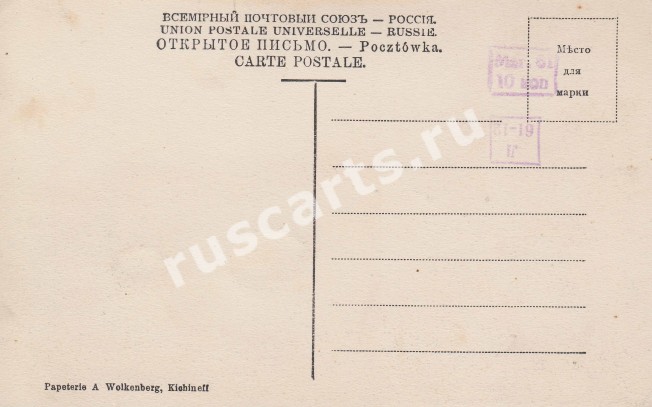 ВСЕМІРНЫЙ ПОЧТОВЫЙ СОЮЗЪ — РОССІЯ.
UNION POSTALE UNIVERSELLE — RUSSIE.
ОТКРЫТОЕ ПИСЬМО. — Pocztówka.
CARTE POSTALE.
Мѣсто
для
марки
ruscarts.ru
Papeterie A Wolkenberg, Kichineff